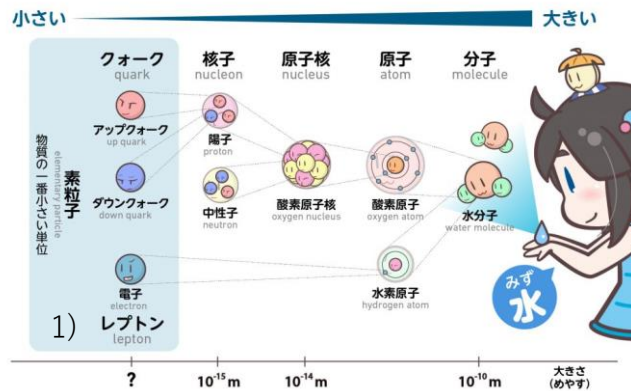 小さい
大きい
クォーク
quark
核子
nucleon
原子核
nucleus
原子
atom
分子
molecule
物質の一番小さい単位
素粒子
elementary particle
アップクォーク
up quark
ダウンクォーク
down quark
電子
electron
1) レプトン
lepton
陽子
proton
中性子
neutron
酸素原子核
oxygen nucleus
酸素原子
oxygen atom
水素原子
hydrogen atom
水分子
water molecule
みず
水
?
10⁻¹⁵m
10⁻¹⁴m
10⁻¹⁰m
大きさ
(めやす)